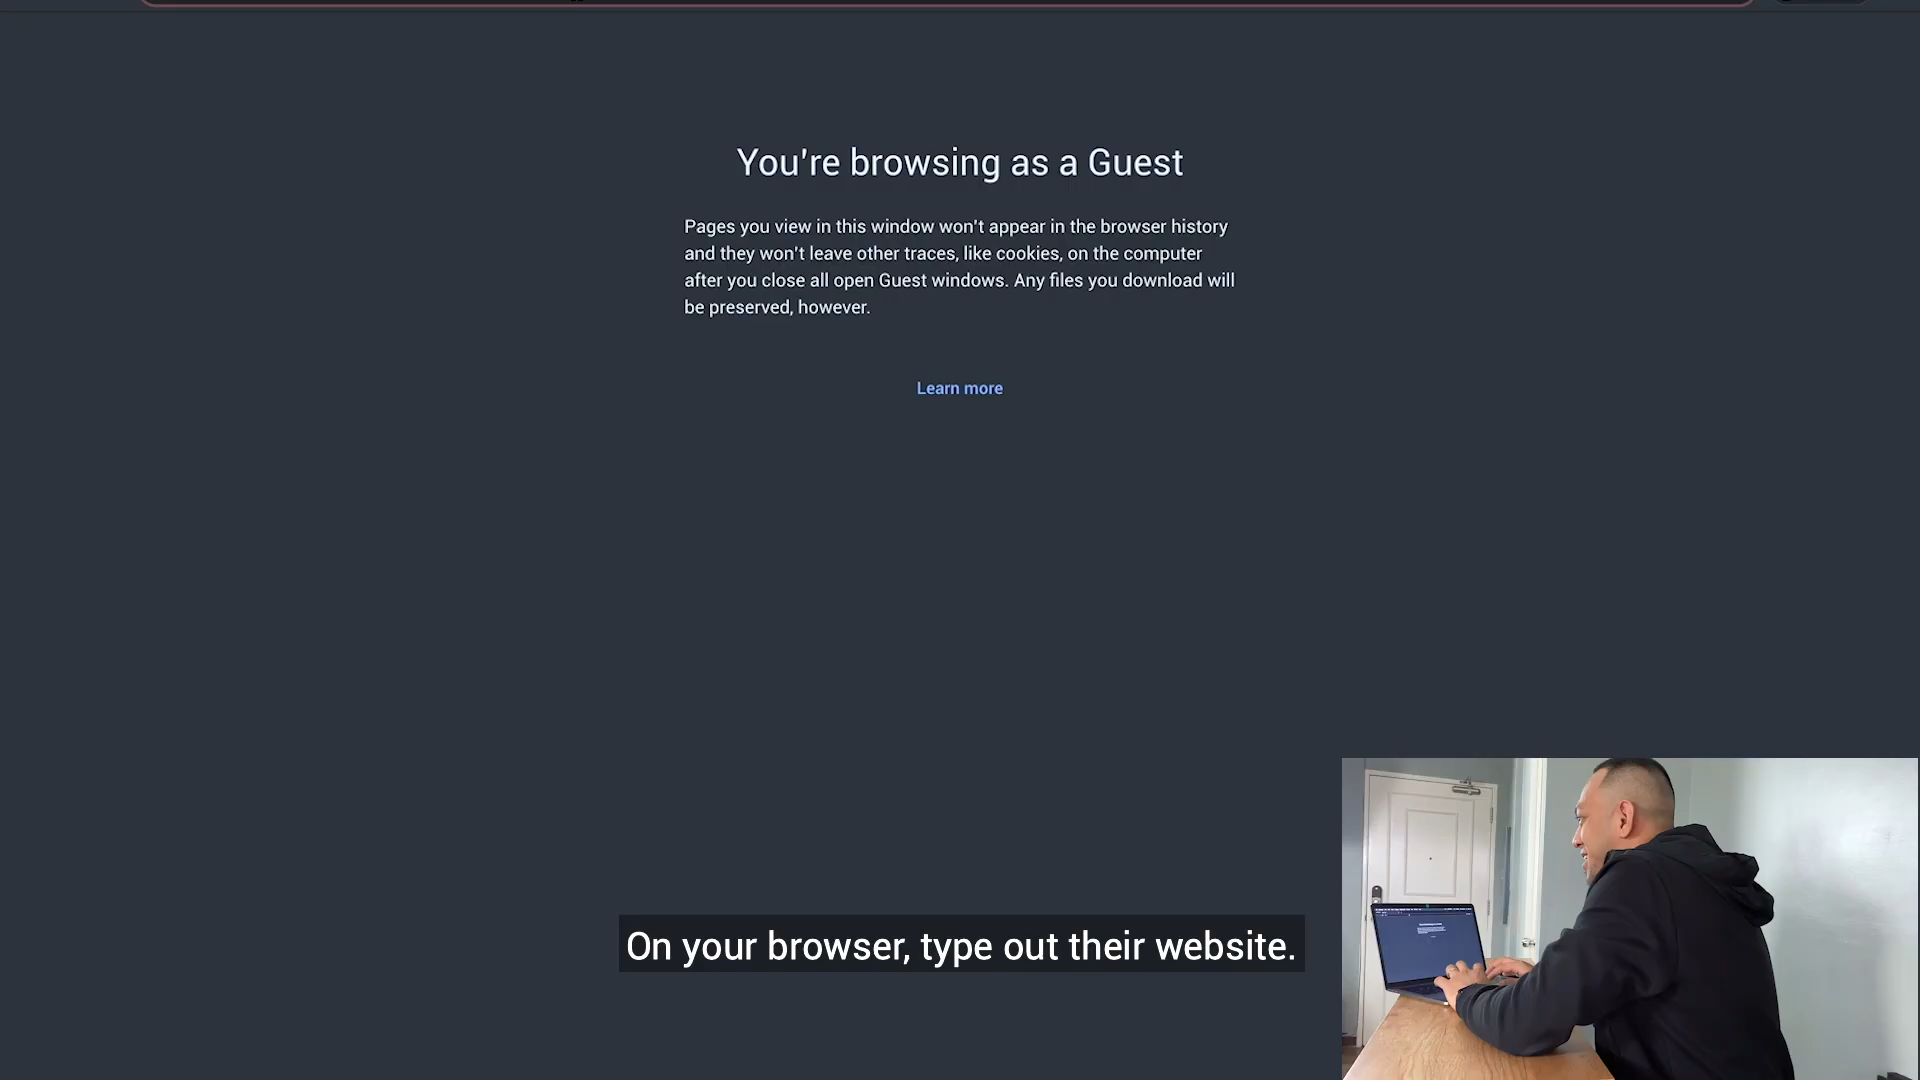 You're browsing as a Guest
Pages you view in this window won't appear in the browser history
and they won't leave other traces, like cookies, on the computer
after you close all open Guest windows. Any files you download will
be preserved, however.
Learn more
On your browser, type out their website.